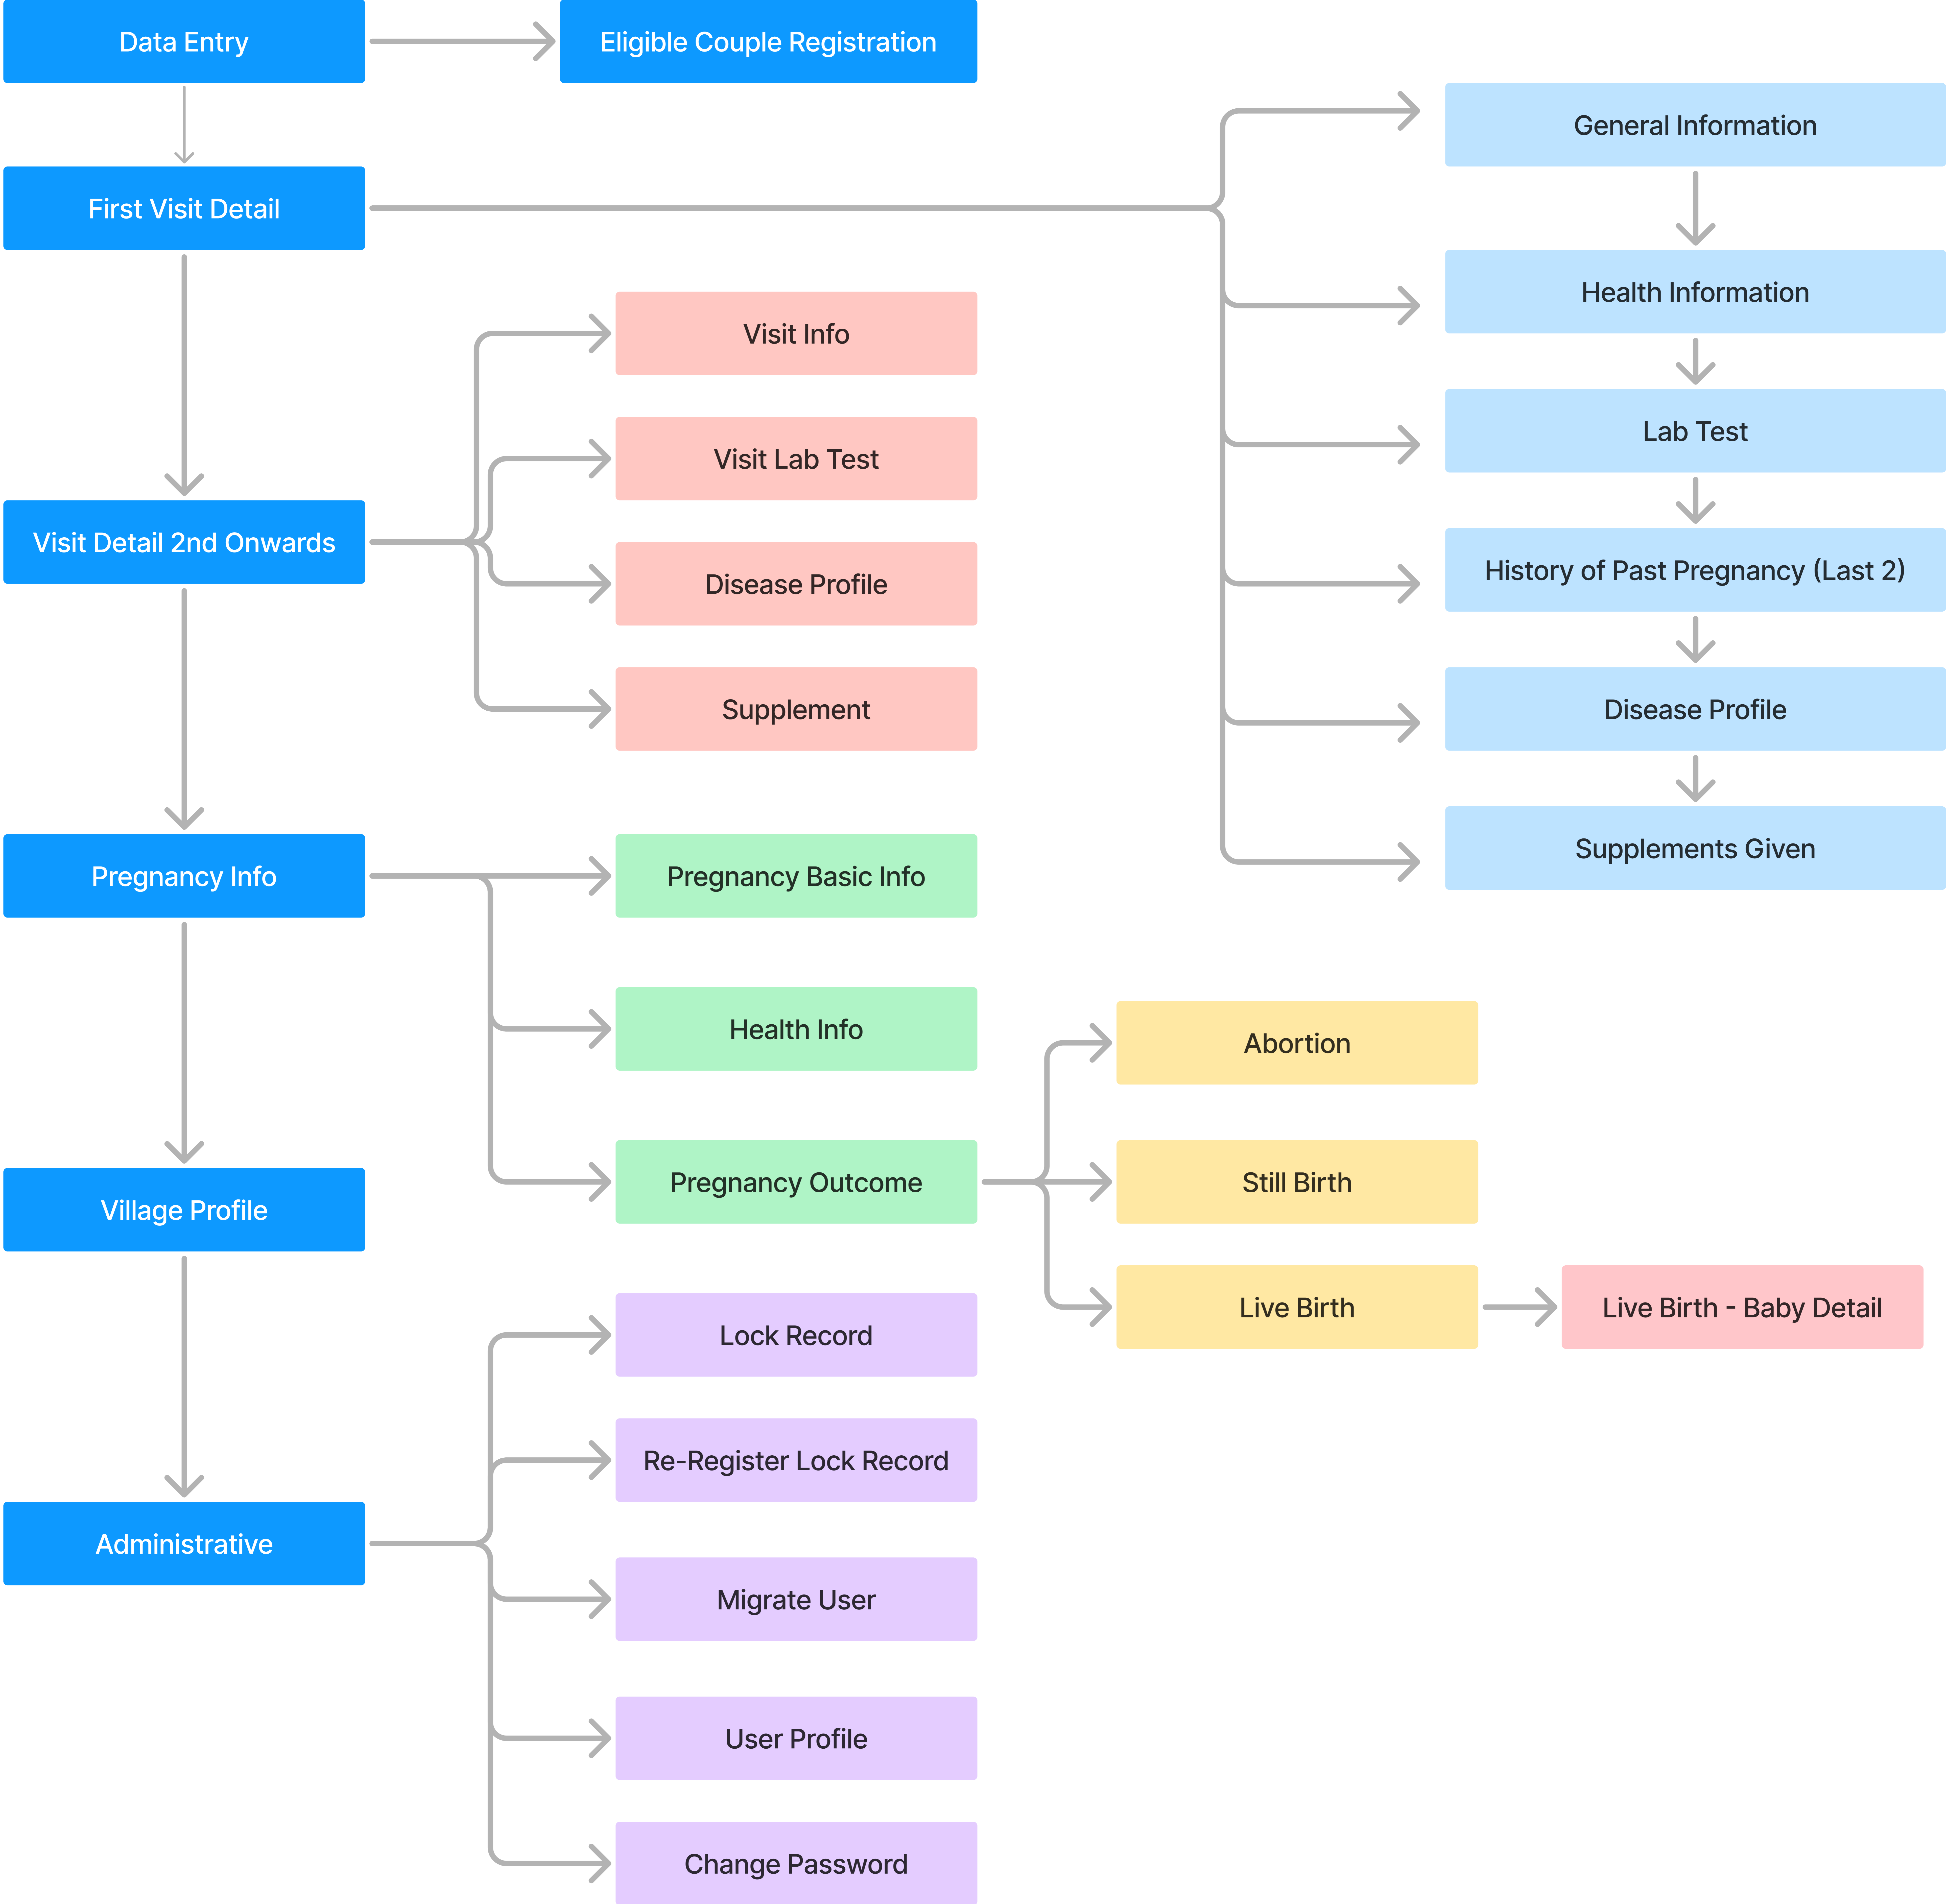 Data Entry
Eligible Couple Registration
General Information
First Visit Detail
Health Information
Visit Info
Lab Test
Visit Lab Test
Visit Detail 2nd Onwards
History of Past Pregnancy (Last 2)
Disease Profile
Disease Profile
Supplement
Supplements Given
Pregnancy Info
Pregnancy Basic Info
Health Info
Abortion
Pregnancy Outcome
Still Birth
Village Profile
Live Birth
Live Birth - Baby Detail
Lock Record
Re-Register Lock Record
Administrative
Migrate User
User Profile
Change Password